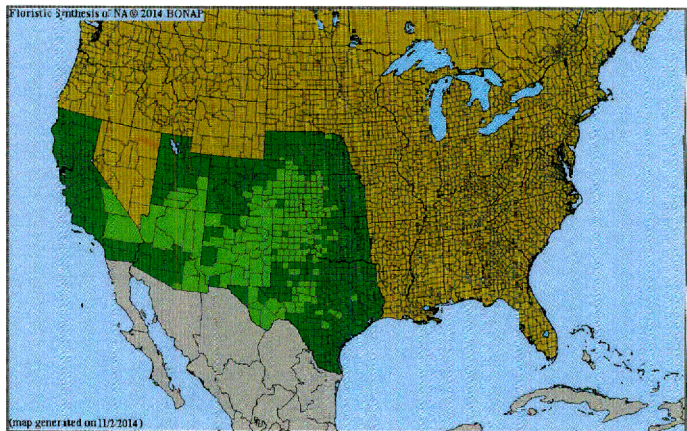 Floristic Synthesis of NA © 2014 BONAP
(map generated on 11/2/2014)